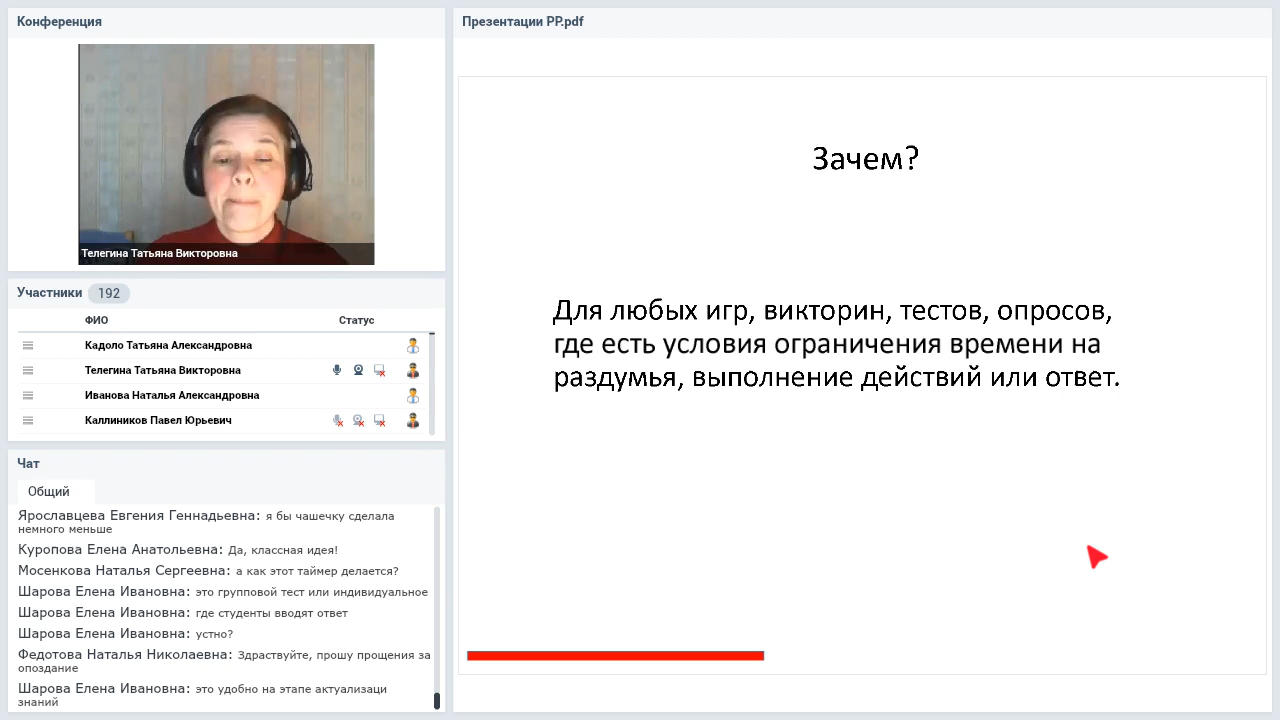 Конференция
Телегина Татьяна Викторовна
Участники 192
ФИО Статус
Кадоло Татьяна Александровна
Телегина Татьяна Викторовна
Иванова Наталья Александровна
Каллиников Павел Юрьевич
Чат
Общий
Ярославцева Евгения Геннадьевна: я бы чашечку сделала
немного меньше
Куропова Елена Анатольевна: Да, классная идея!
Мосенкова Наталья Сергеевна: а как этот таймер делается?
Шарова Елена Ивановна: это групповой тест или индивидуальное
Шарова Елена Ивановна: где студенты вводят ответ
Шарова Елена Ивановна: устно?
Федотова Наталья Николаевна: Здраствуйте, прошу прощения за
опоздание
Шарова Елена Ивановна: это удобно на этапе актуализаци
знаний
Презентации PP.pdf
Зачем?
Для любых игр, викторин, тестов, опросов,
где есть условия ограничения времени на
раздумья, выполнение действий или ответ.